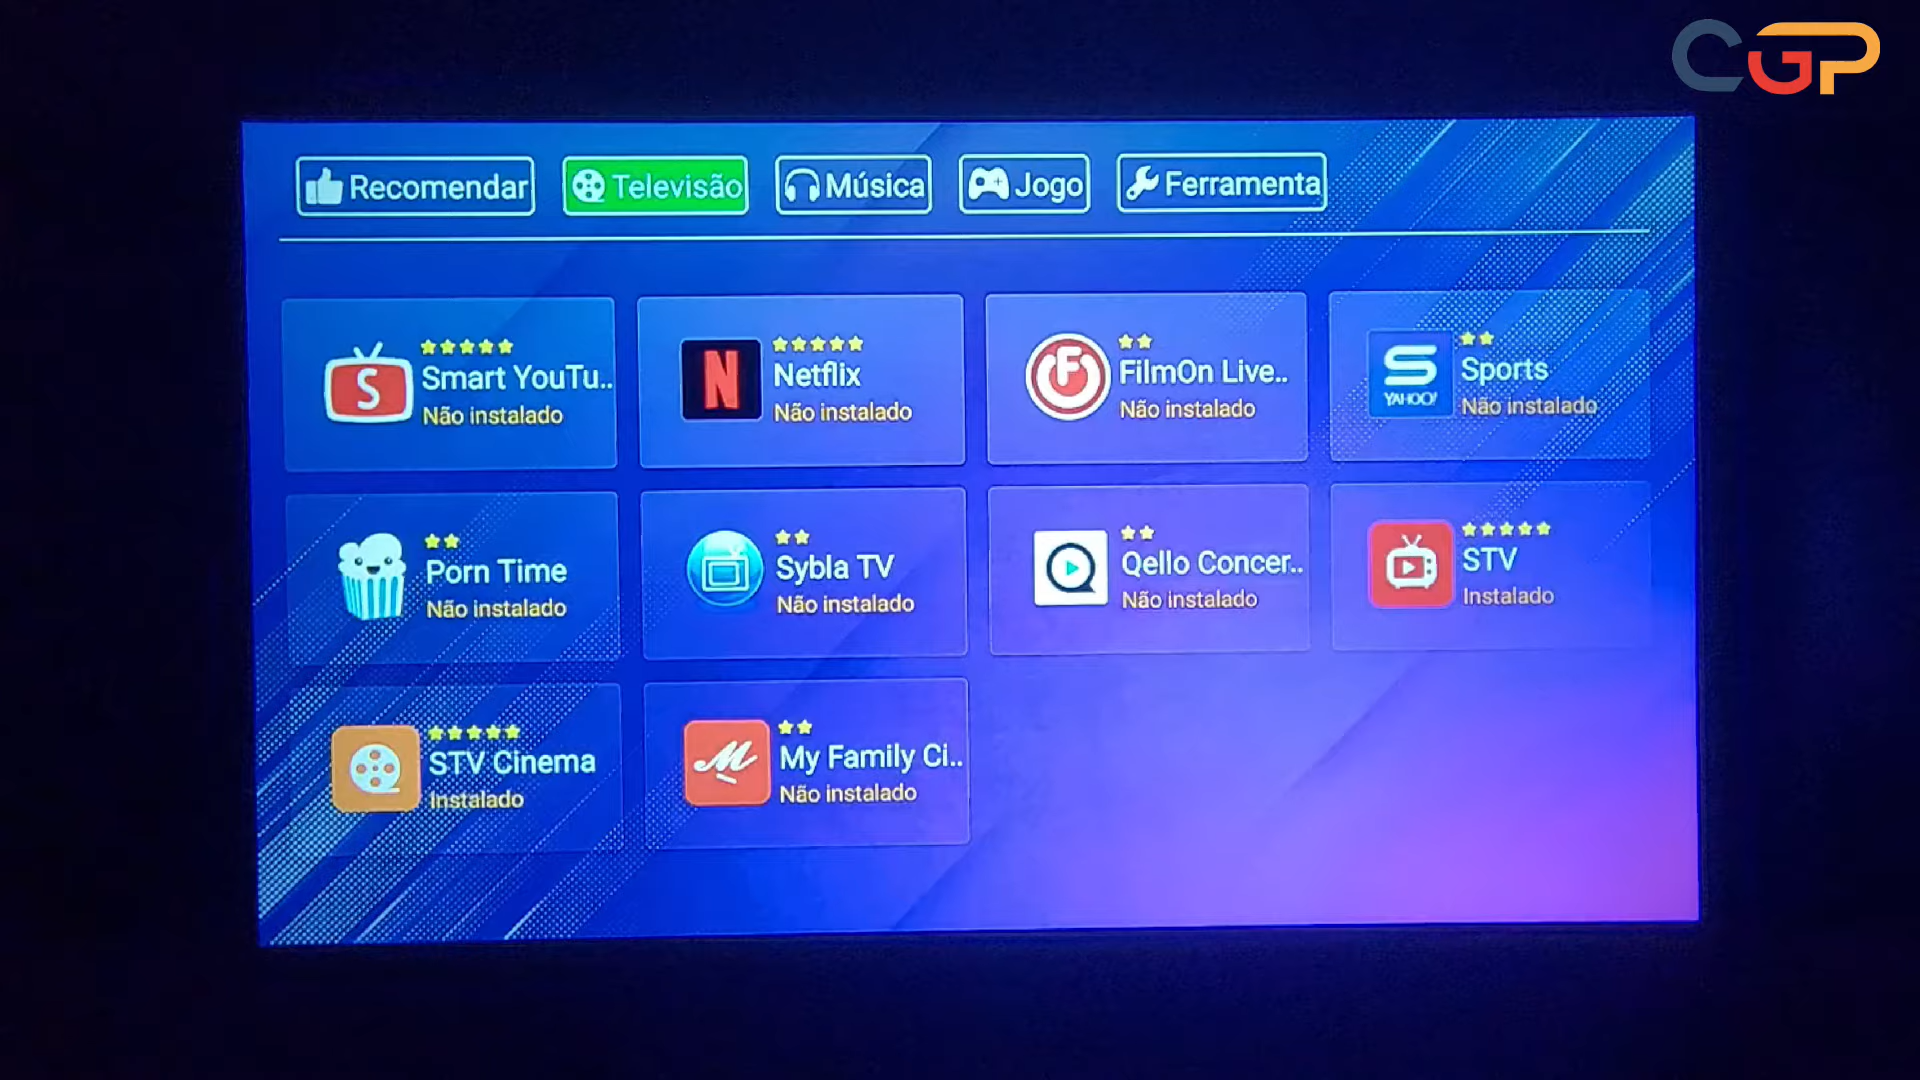 CGP
Recomendar
Televisão
Música
Jogo
Ferramenta
S
Smart YouTu..
Não instalado
N
Netflix
Não instalado
F
FilmOn Live..
Não instalado
S
YAHOO!
Sports
Não instalado
Porn Time
Não instalado
Sybla TV
Não instalado
Qello Concer..
Não instalado
STV
Instalado
STV Cinema
Instalado
M
My Family Ci..
Não instalado